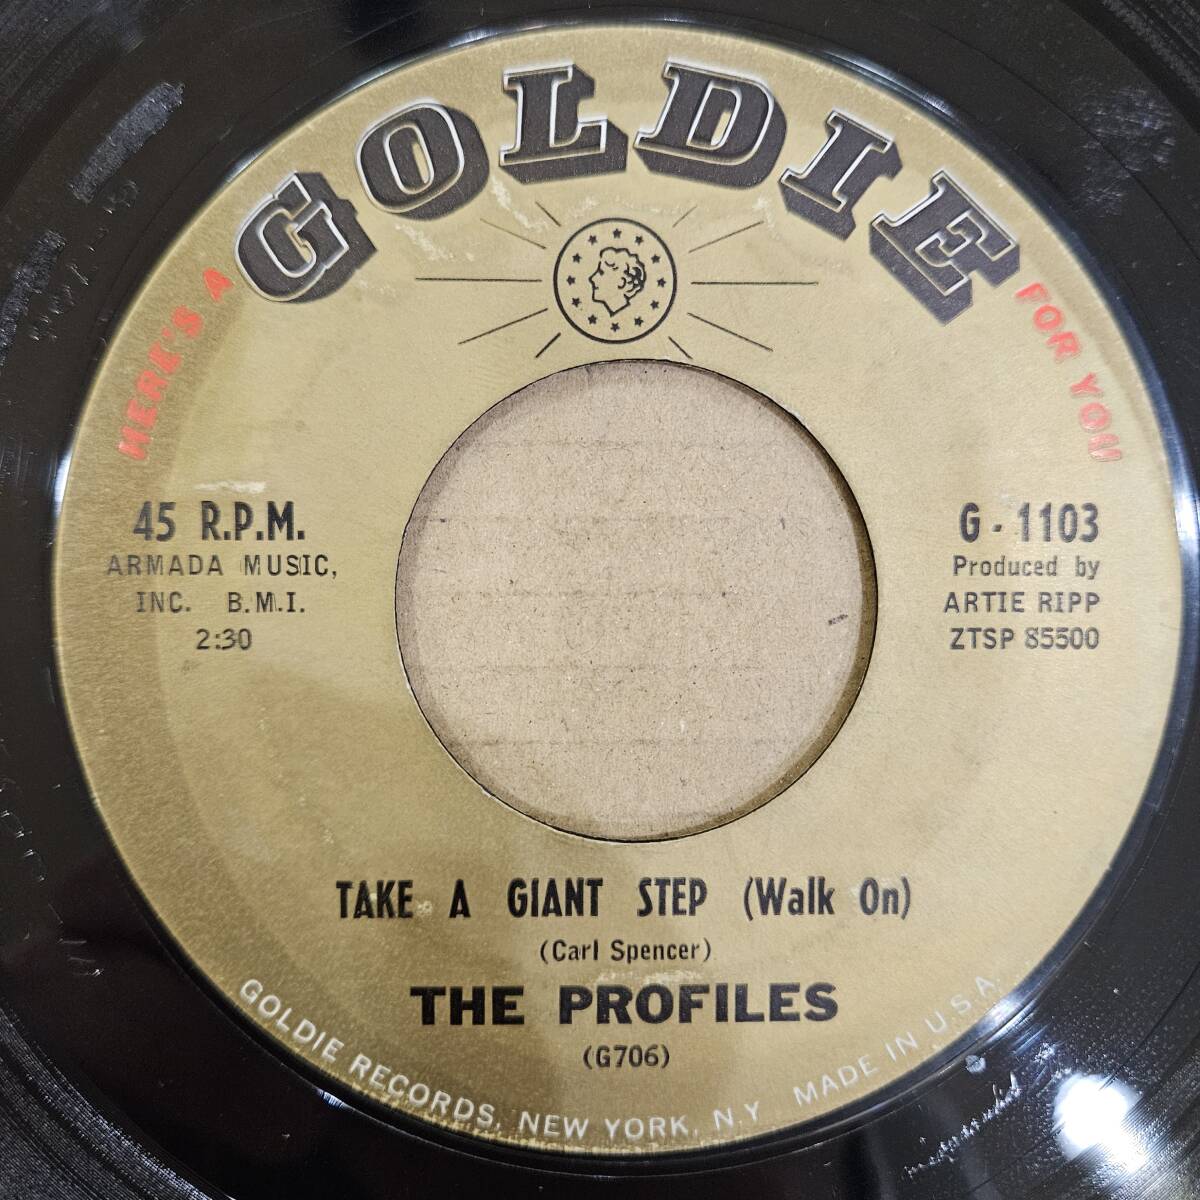 HERE'S A GOLDIE FOR YOU
45 R.P.M.
ARMADA MUSIC,
INC. B.M.I.
2:30
G - 1103
Produced by
ARTIE RIPP
ZTSP 85500
TAKE A GIANT STEP (Walk On)
(Carl Spencer)
THE PROFILES
(G706)
GOLDIE RECORDS, NEW YORK, N.Y MADE IN U.S.A.